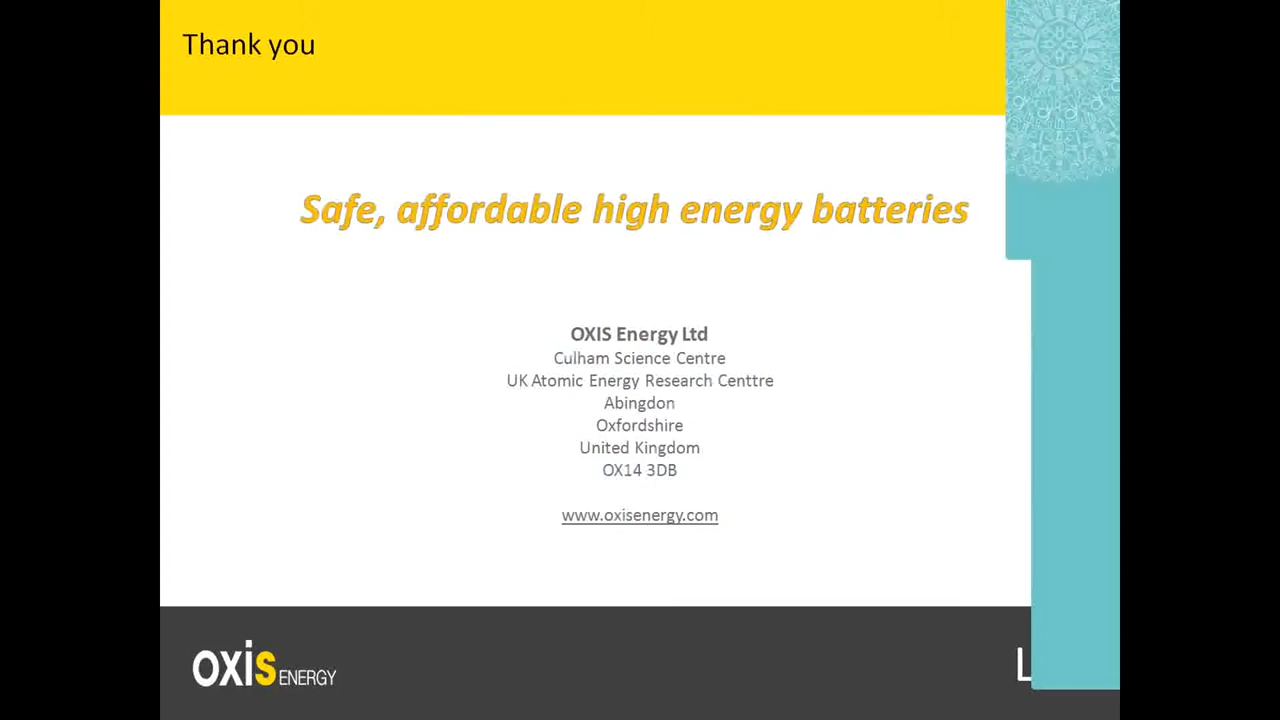 Thank you
Safe, affordable high energy batteries
OXIS Energy Ltd
Culham Science Centre
UK Atomic Energy Research Centtre
Abingdon
Oxfordshire
United Kingdom
OX14 3DB
www.oxisenergy.com
oxis ENERGY